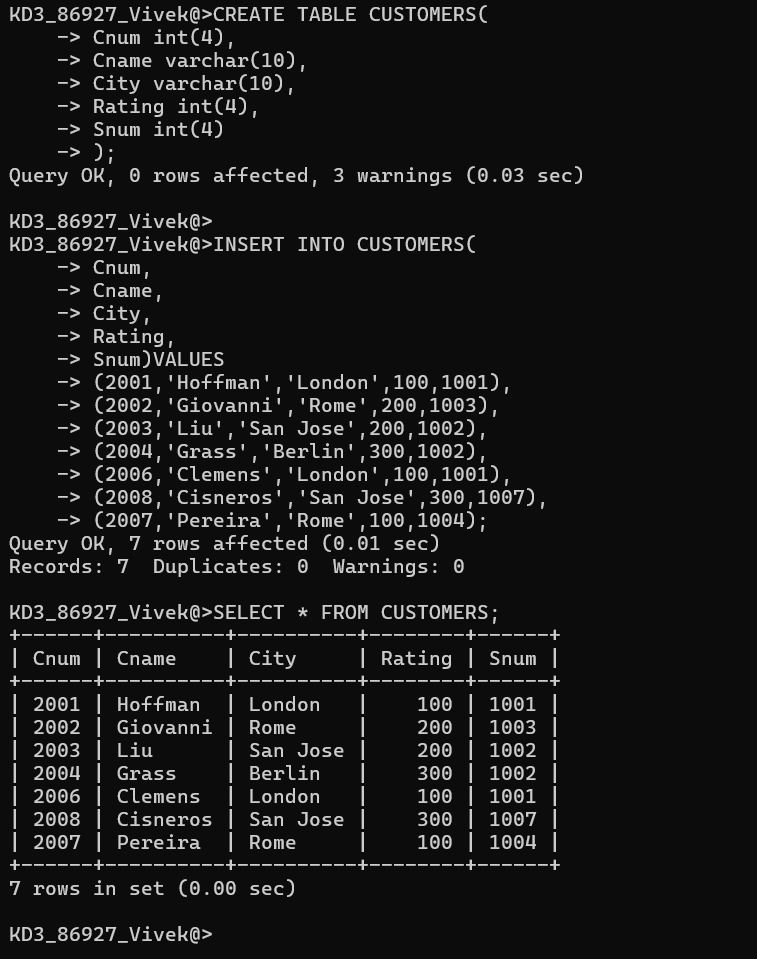 KD3_86927_Vivek@>CREATE TABLE CUSTOMERS(
    -> Cnum int(4),
    -> Cname varchar(10),
    -> City varchar(10),
    -> Rating int(4),
    -> Snum int(4)
    -> );
Query OK, 0 rows affected, 3 warnings (0.03 sec)

KD3_86927_Vivek@>
KD3_86927_Vivek@>INSERT INTO CUSTOMERS(
    -> Cnum,
    -> Cname,
    -> City,
    -> Rating,
    -> Snum)VALUES
    -> (2001,'Hoffman','London',100,1001),
    -> (2002,'Giovanni','Rome',200,1003),
    -> (2003,'Liu','San Jose',200,1002),
    -> (2004,'Grass','Berlin',300,1002),
    -> (2006,'Clemens','London',100,1001),
    -> (2008,'Cisneros','San Jose',300,1007),
    -> (2007,'Pereira','Rome',100,1004);
Query OK, 7 rows affected (0.01 sec)
Records: 7  Duplicates: 0  Warnings: 0

KD3_86927_Vivek@>SELECT * FROM CUSTOMERS;
+------+----------+----------+--------+------+
| Cnum | Cname    | City     | Rating | Snum |
+------+----------+----------+--------+------+
| 2001 | Hoffman  | London   |    100 | 1001 |
| 2002 | Giovanni | Rome     |    200 | 1003 |
| 2003 | Liu      | San Jose |    200 | 1002 |
| 2004 | Grass    | Berlin   |    300 | 1002 |
| 2006 | Clemens  | London   |    100 | 1001 |
| 2008 | Cisneros | San Jose |    300 | 1007 |
| 2007 | Pereira  | Rome     |    100 | 1004 |
+------+----------+----------+--------+------+
7 rows in set (0.00 sec)

KD3_86927_Vivek@>